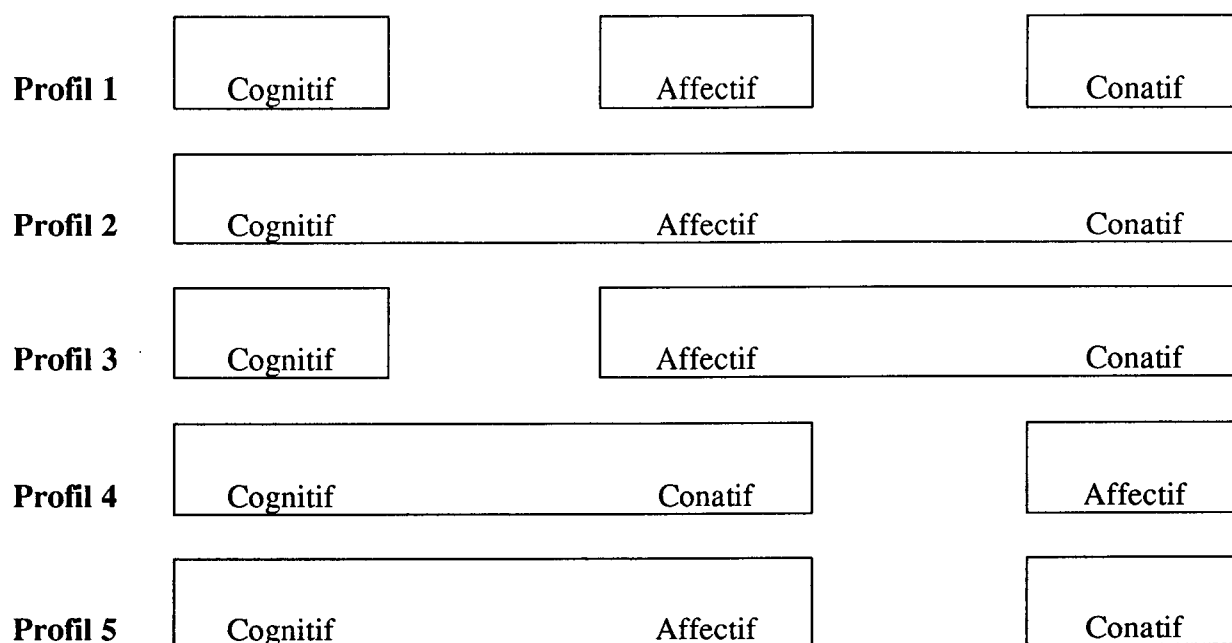 Profil 1 Cognitif Affectif Conatif
Profil 2 Cognitif Affectif Conatif
Profil 3 Cognitif Affectif Conatif
Profil 4 Cognitif Conatif Affectif
Profil 5 Cognitif Affectif Conatif